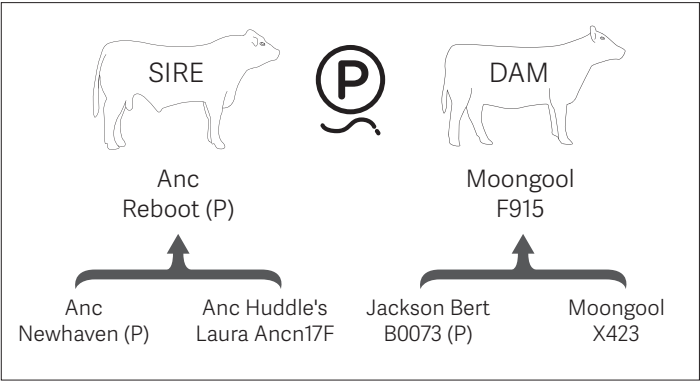 SIRE
P
DAM
Anc
Reboot (P)
Moongool
F915
Anc
Newhaven (P)
Anc Huddle's
Laura Ancn17F
Jackson Bert
B0073 (P)
Moongool
X423